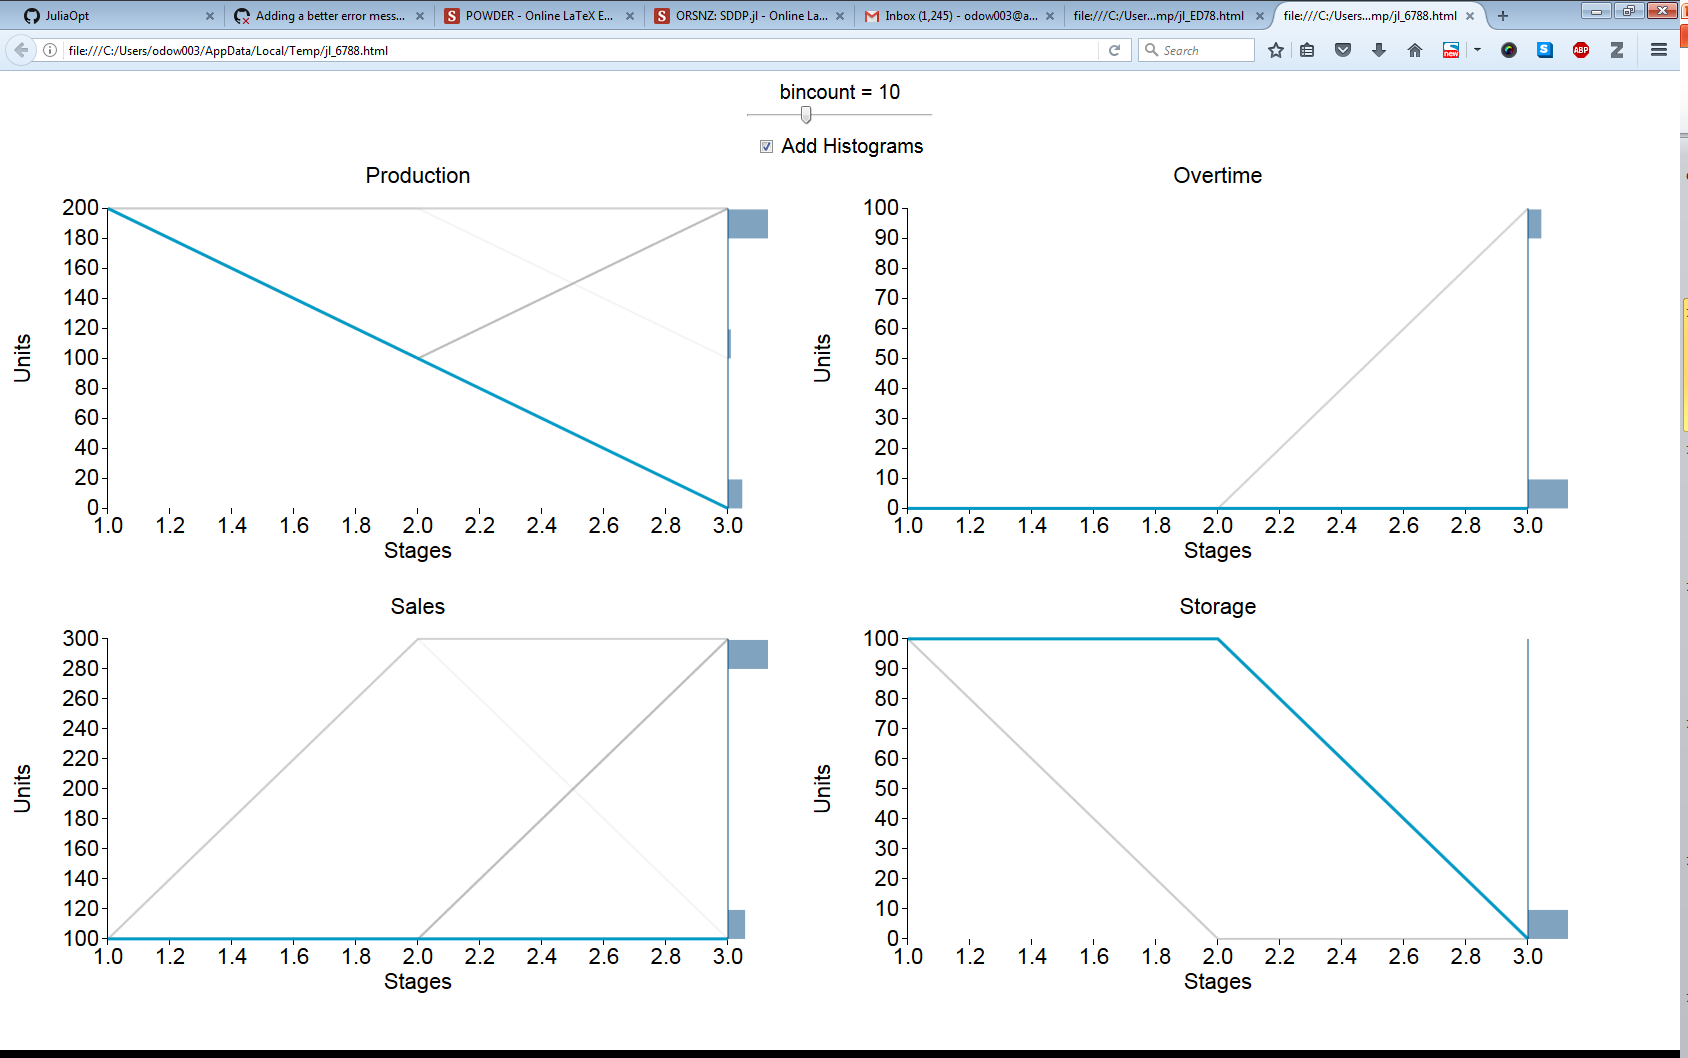 JuliaOpt
Adding a better error mess...
POWDER - Online LaTeX E...
ORSNZ: SDDP.jl - Online La...
Inbox (1,245) - odow003@a...
file:///C:/User...mp/jl_ED78.html
file:///C:/Users...mp/jl_6788.html
file:///C:/Users/odow003/AppData/Local/Temp/jl_6788.html
Search
new
S
ABP
Z
bincount = 10
Add Histograms
Production
200
180
160
140
120
100
80
60
40
20
0
Units
1.0 1.2 1.4 1.6 1.8 2.0 2.2 2.4 2.6 2.8 3.0
Stages
Overtime
100
90
80
70
60
50
40
30
20
10
0
Units
1.0 1.2 1.4 1.6 1.8 2.0 2.2 2.4 2.6 2.8 3.0
Stages
Sales
300
280
260
240
220
200
180
160
140
120
100
Units
1.0 1.2 1.4 1.6 1.8 2.0 2.2 2.4 2.6 2.8 3.0
Stages
Storage
100
90
80
70
60
50
40
30
20
10
0
Units
1.0 1.2 1.4 1.6 1.8 2.0 2.2 2.4 2.6 2.8 3.0
Stages